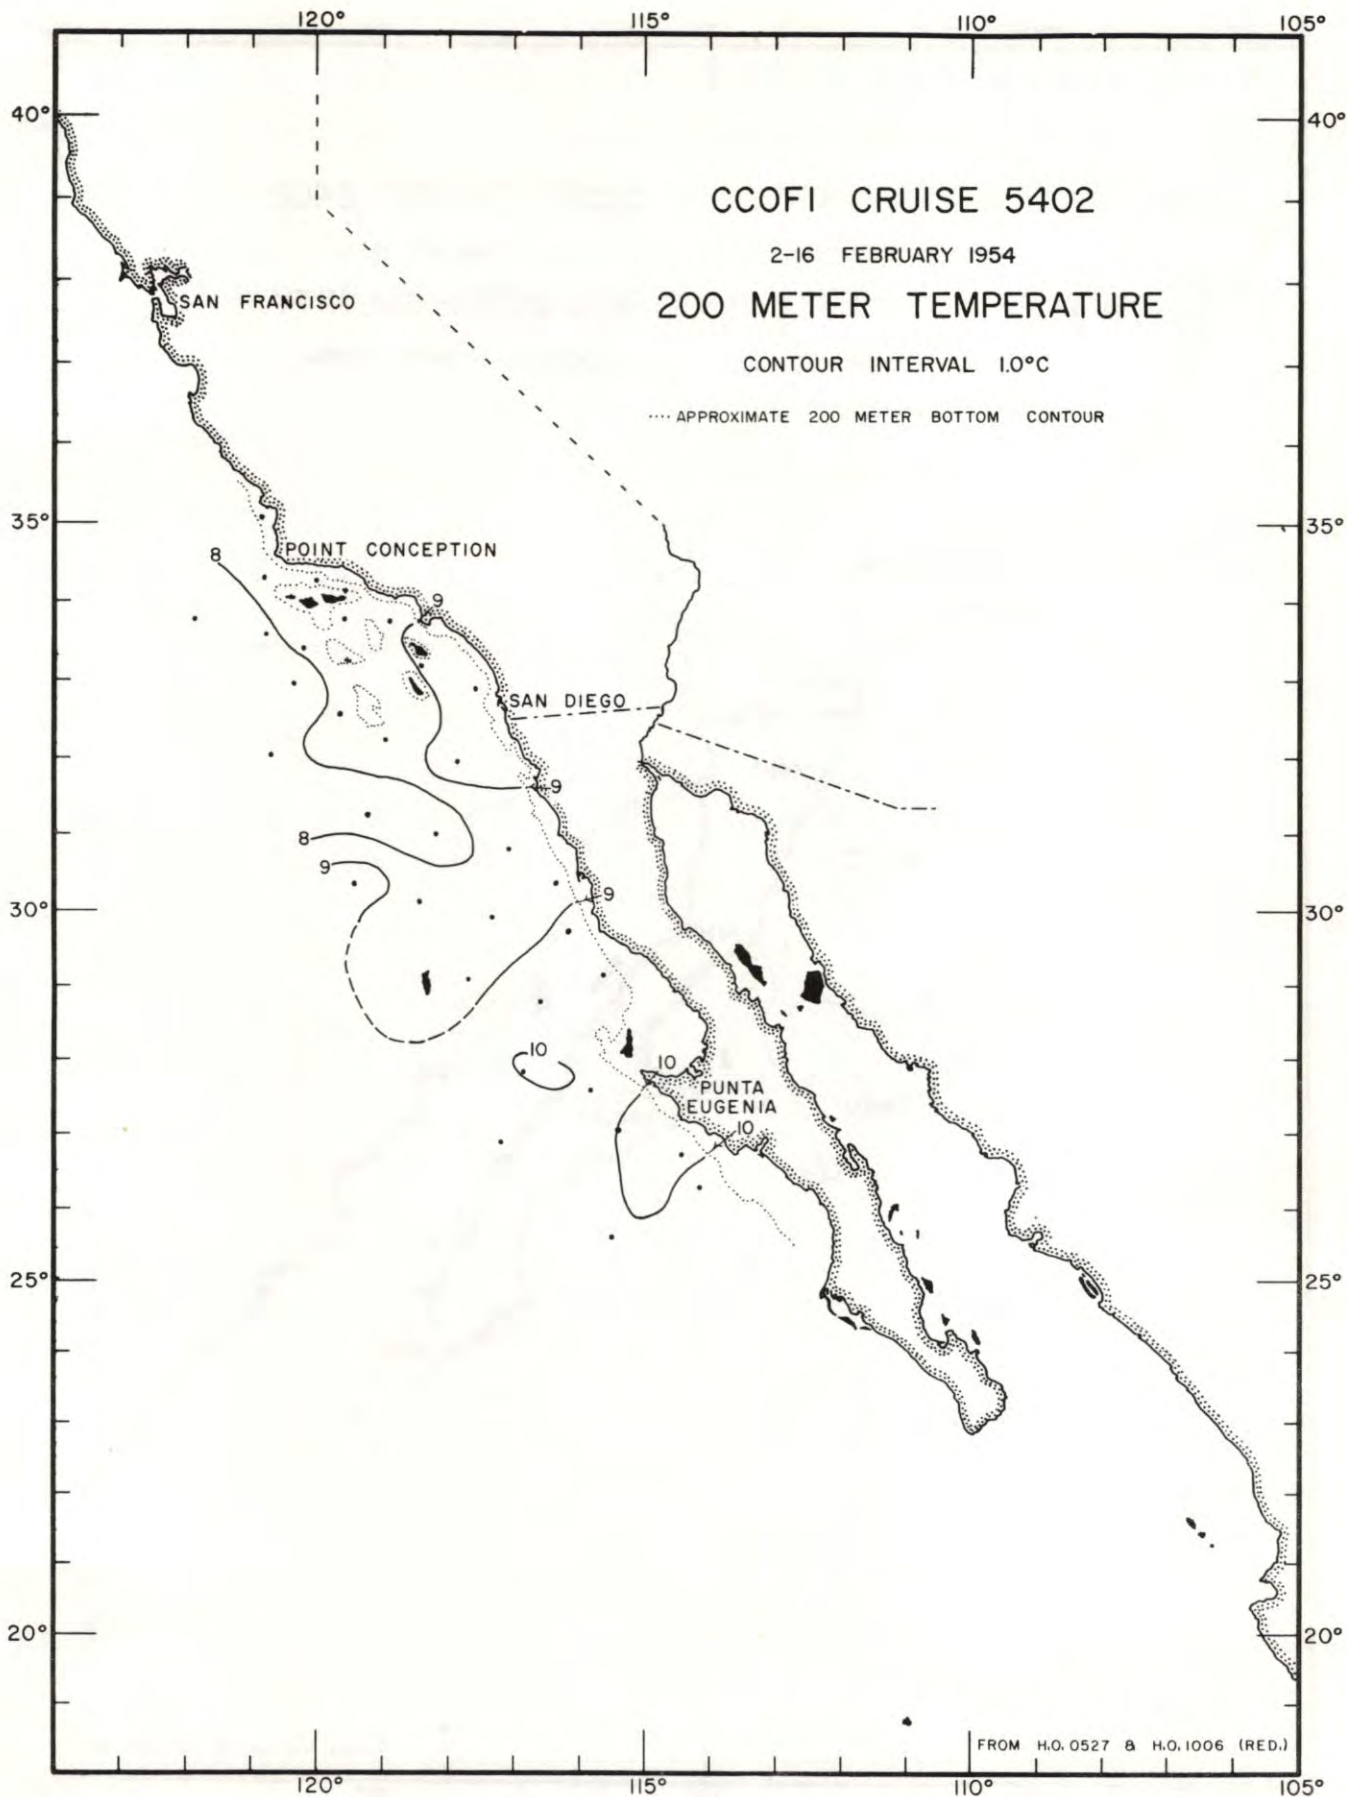 120° 115° 110° 105°
40° 40°
CCOFI CRUISE 5402
2-16 FEBRUARY 1954
200 METER TEMPERATURE
CONTOUR INTERVAL 1.0°C
.... APPROXIMATE 200 METER BOTTOM CONTOUR
SAN FRANCISCO
35° 35°
POINT CONCEPTION
8
9
SAN DIEGO
9
8
9
9
30° 30°
10
10
PUNTA
EUGENIA
10
25° 25°
20° 20°
FROM H.O. 0527 & H.O. 1006 (RED.)
120° 115° 110° 105°